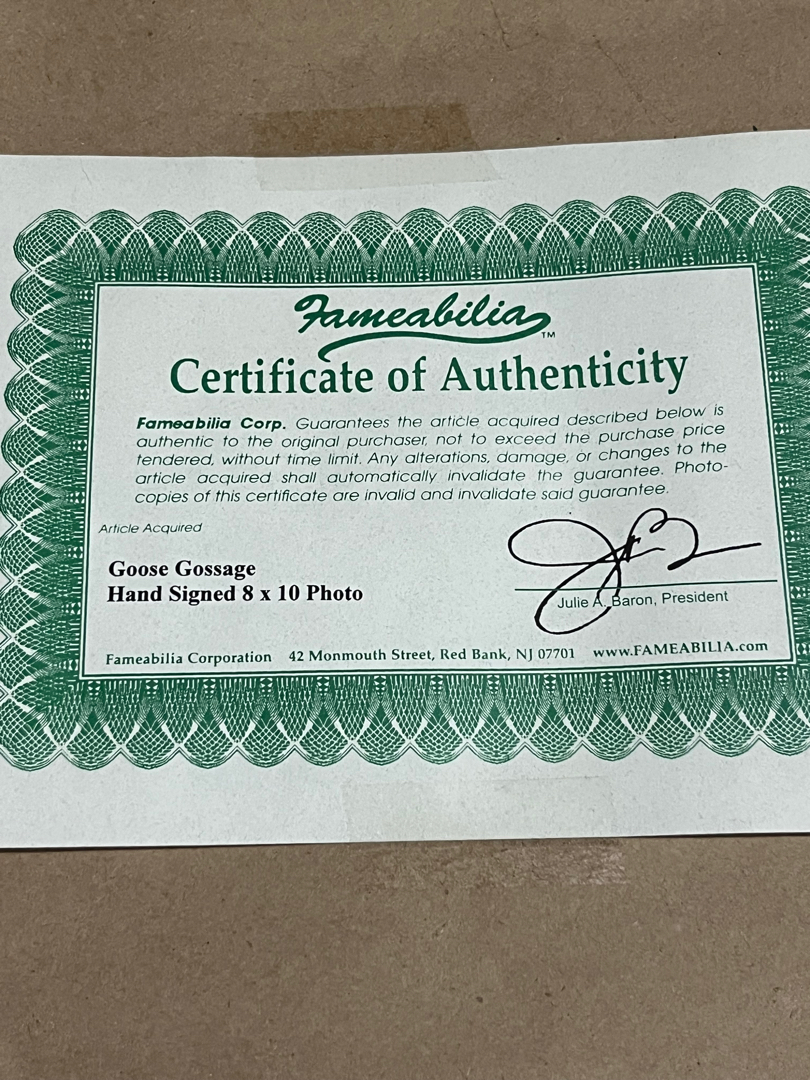 Fameabilia™
Certificate of Authenticity
Fameabilia Corp. Guarantees the article acquired described below is
authentic to the original purchaser, not to exceed the purchase price
tendered, without time limit. Any alterations, damage, or changes to the
article acquired shall automatically invalidate the guarantee. Photo-
copies of this certificate are invalid and invalidate said guarantee.
Article Acquired
Goose Gossage
Hand Signed 8 x 10 Photo
Julie A. Baron, President
Fameabilia Corporation 42 Monmouth Street, Red Bank, NJ 07701 www.FAMEABILIA.com